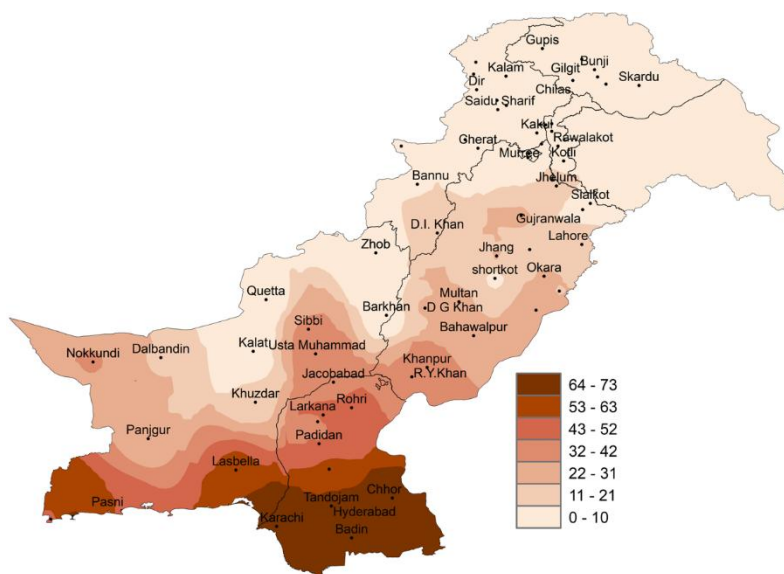 Gupis
Bunji
Kalam
Gilgit
Dir
Skardu
Chilas
Saidu Sharif
Kakul
Rawalakot
Cherat
Murree
Kotli
Bannu
Jhelum
Sialkot
Gujranwala
D.I. Khan
Lahore
Zhob
Jhang
shortkot
Okara
Quetta
Multan
Barkhan
D G Khan
Sibbi
Bahawalpur
Kalat
Usta Muhammad
Nokkundi
Dalbandin
Khanpur
R.Y.Khan
Jacobabad
64 - 73
Khuzdar
Larkana
Rohri
53 - 63
43 - 52
Panjgur
Padidan
32 - 42
Lasbella
22 - 31
Pasni
Chhor
11 - 21
Tandojam
Hyderabad
0 - 10
Karachi
Badin